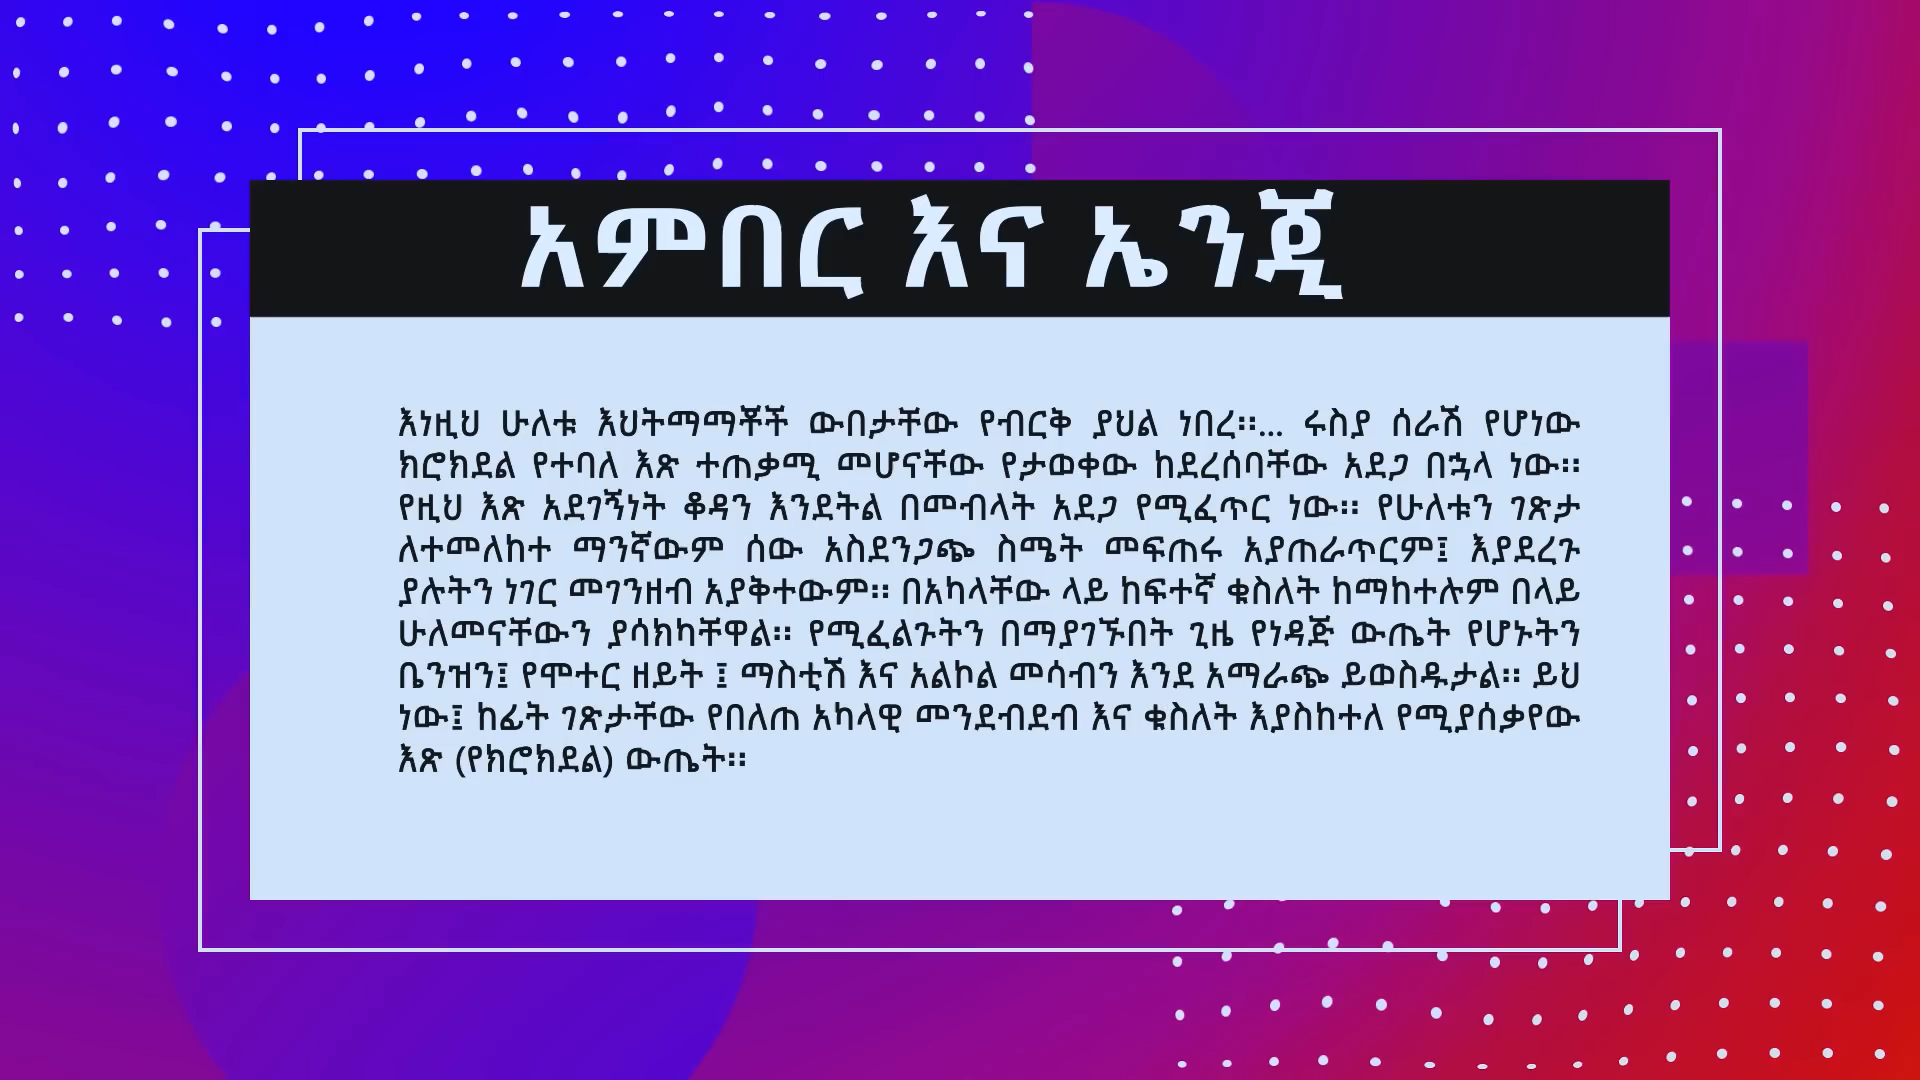 አምበር እና ኤንጂ
እነዚህ ሁለቱ እህትማማቾች ውበታቸው የብርቅ ያህል ነበረ፡፡... ሩስያ ሰራሽ የሆነው
ክሮክደል የተባለ እጽ ተጠቃሚ መሆናቸው የታወቀው ከደረሰባቸው አደጋ በኋላ ነው፡፡
የዚህ እጽ አደገኝነት ቆዳን እንደትል በመብላት አደጋ የሚፈጥር ነው፡፡ የሁለቱን ገጽታ
ለተመለከተ ማንኛውም ሰው አስደንጋጭ ስሜት መፍጠሩ አያጠራጥርም፤ እያደረጉ
ያሉትን ነገር መገንዘብ አያቅተውም፡፡ በአካላቸው ላይ ከፍተኛ ቁስለት ከማከተሉም በላይ
ሁለመናቸውን ያሳክካቸዋል፡፡ የሚፈልጉትን በማያገኙበት ጊዜ የነዳጅ ውጤት የሆኑትን
ቤንዝን፤ የሞተር ዘይት ፤ ማስቲሽ እና አልኮል መሳብን እንደ አማራጭ ይወስዱታል፡፡ ይህ
ነው፤ ከፊት ገጽታቸው የበለጠ አካላዊ መንደብደብ እና ቁስለት እያስከተለ የሚያሰቃየው
እጽ (የክሮክደል) ውጤት፡፡